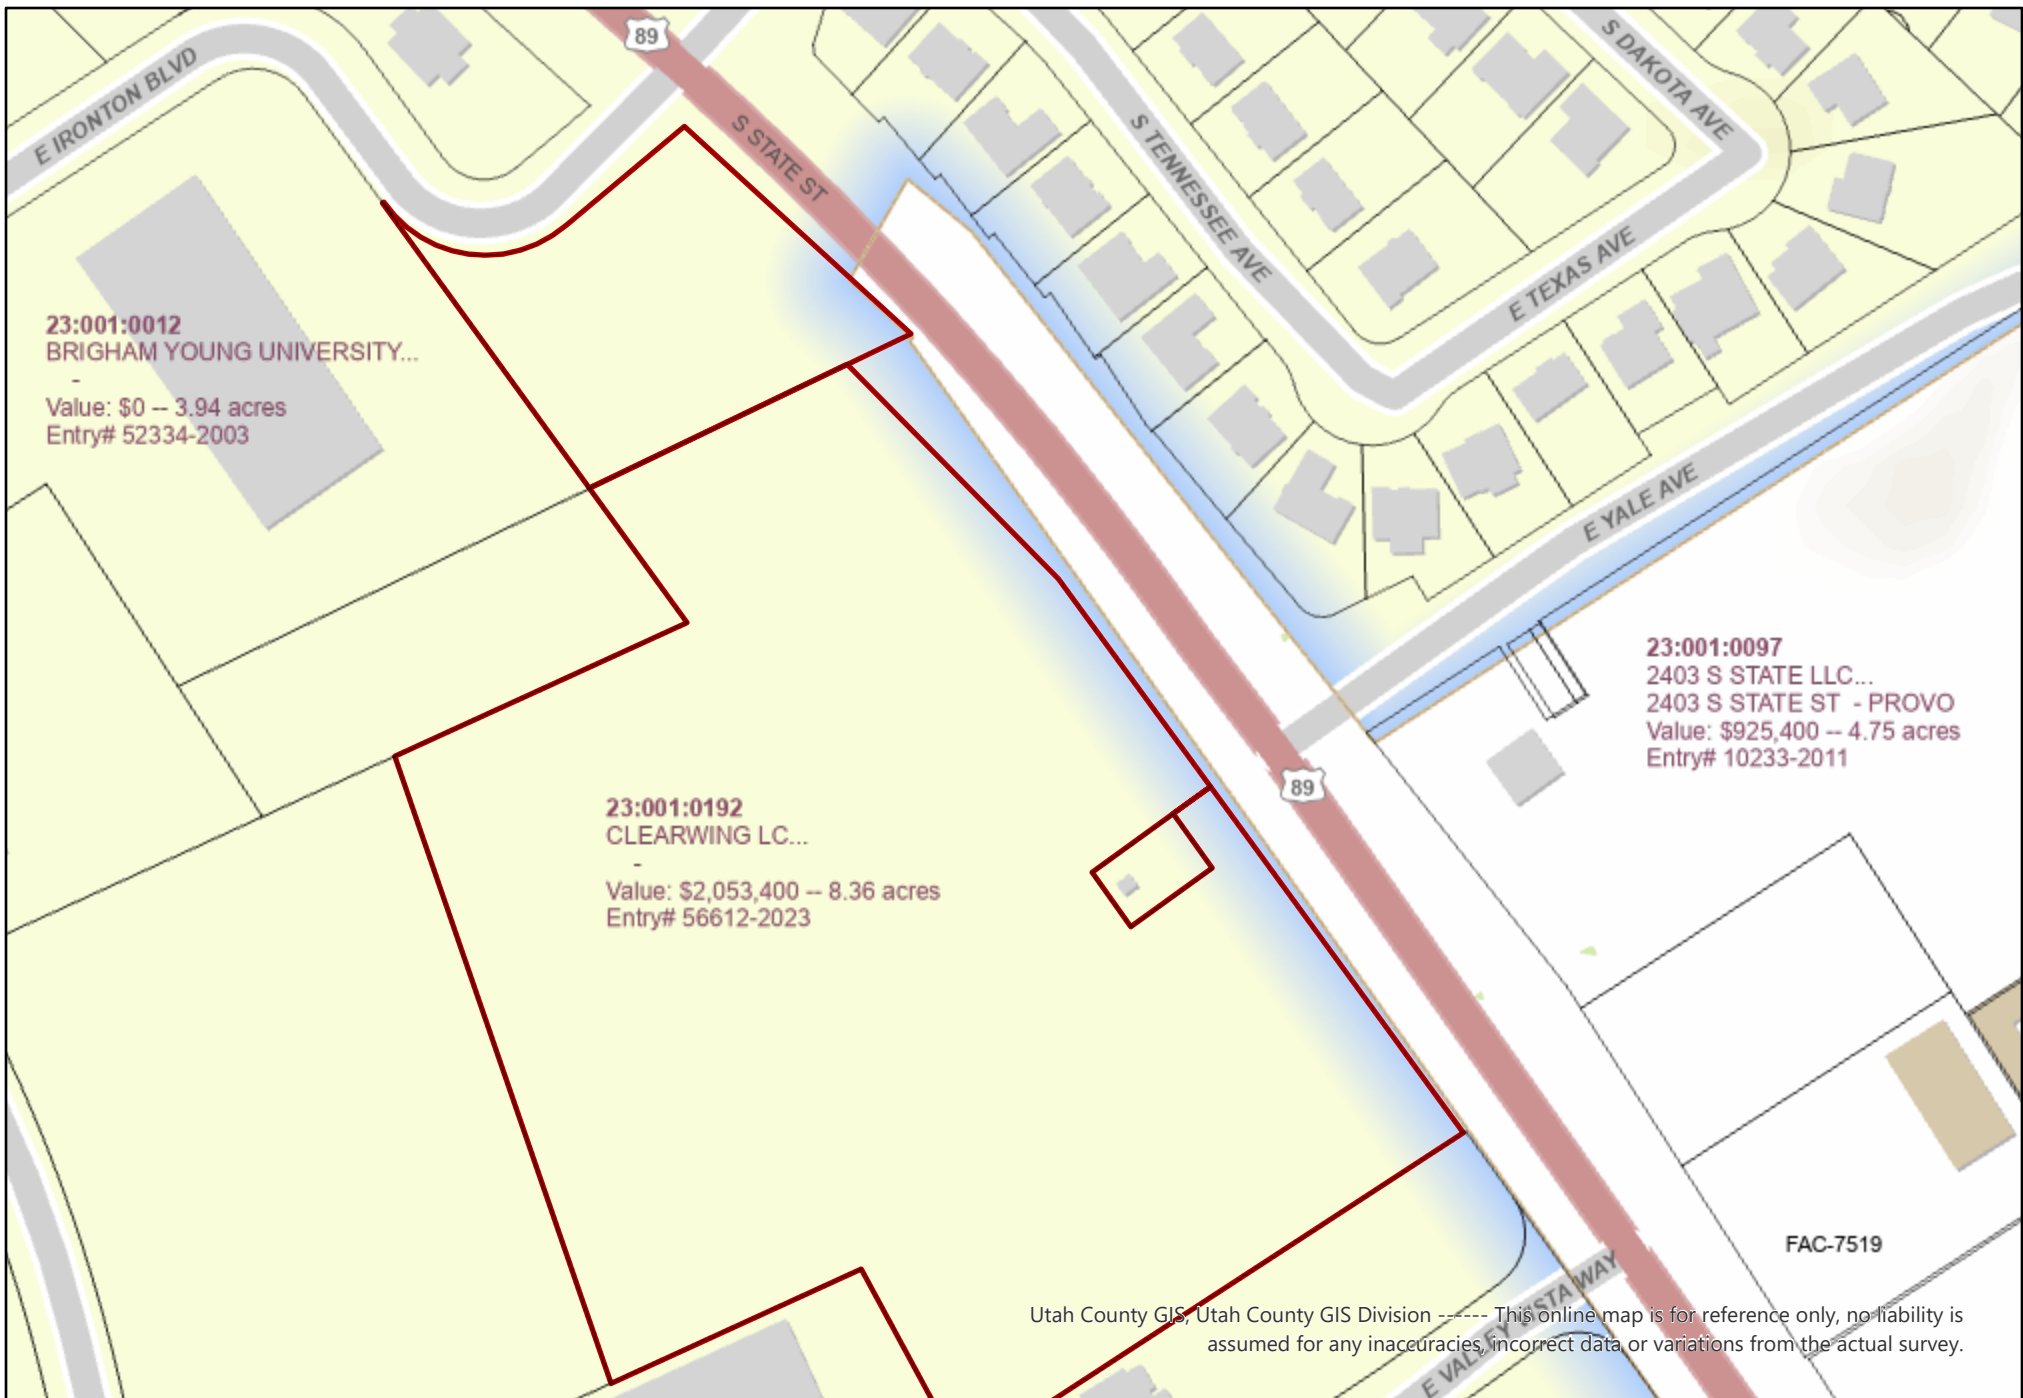 89
E IRONTON BLVD
S STATE ST
S TENNESSEE AVE
S DAKOTA AVE
E TEXAS AVE
E YALE AVE
23:001:0012
BRIGHAM YOUNG UNIVERSITY...
-
Value: $0 -- 3.94 acres
Entry# 52334-2003
23:001:0097
2403 S STATE LLC...
2403 S STATE ST - PROVO
Value: $925,400 -- 4.75 acres
Entry# 10233-2011
89
23:001:0192
CLEARWING LC...
-
Value: $2,053,400 -- 8.36 acres
Entry# 56612-2023
FAC-7519
E VALLEY VISTA WAY
Utah County GIS, Utah County GIS Division ------ This online map is for reference only, no liability is
assumed for any inaccuracies, incorrect data or variations from the actual survey.